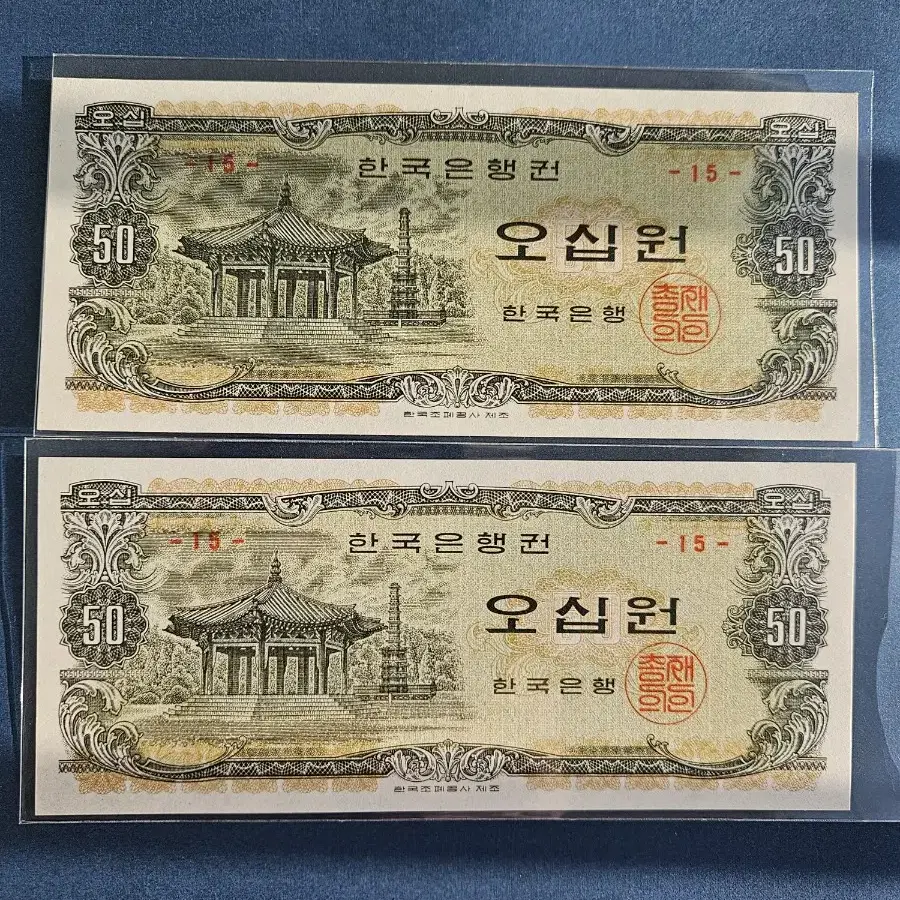 오십 오십
- 15 - 한국은행권 - 15 -
50 오십원 50
한국은행
총재의인
한국조폐공사 제조
오십 오십
- 15 - 한국은행권 - 15 -
50 오십원 50
한국은행
총재의인
한국조폐공사 제조